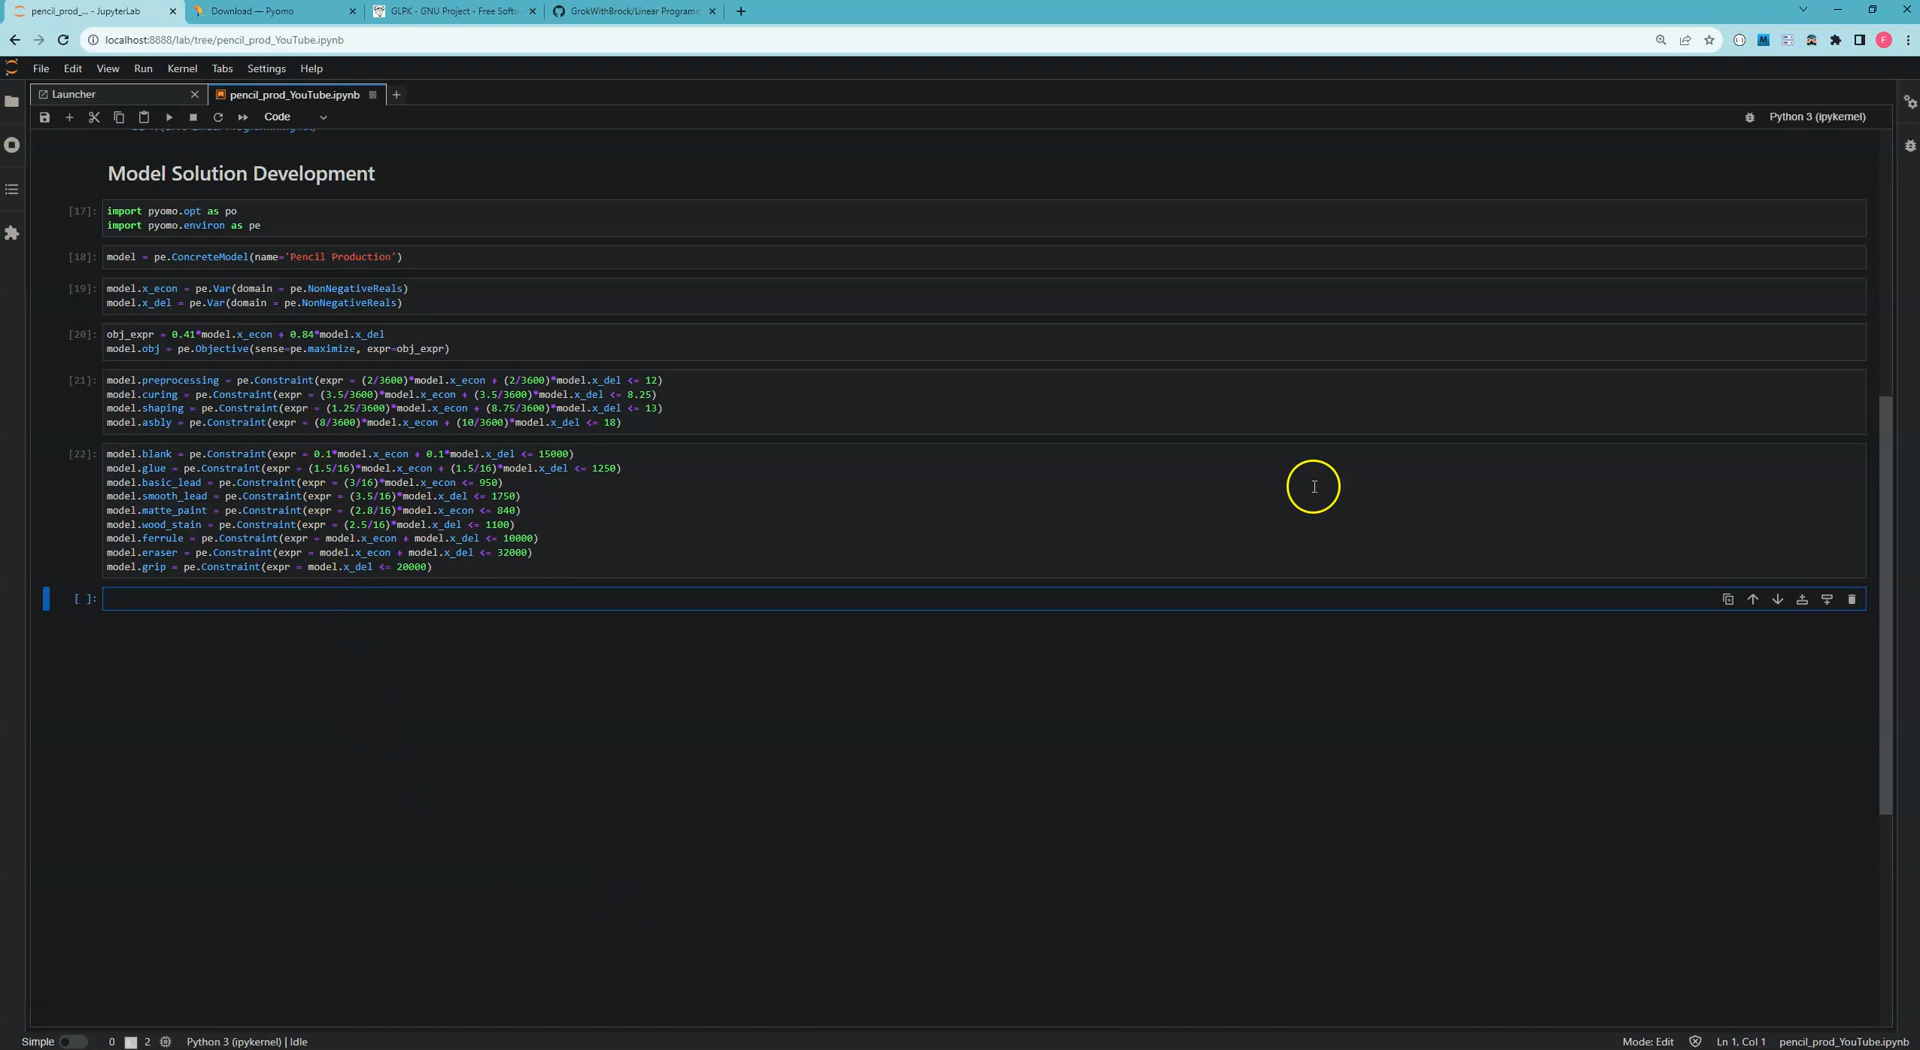 pencil_prod_... - JupyterLab
Download — Pyomo
GLPK - GNU Project - Free Softw
GrokWithBrock/Linear Programm
localhost:8888/lab/tree/pencil_prod_YouTube.ipynb
File Edit View Run Kernel Tabs Settings Help
Launcher
pencil_prod_YouTube.ipynb
Code
Python 3 (ipykernel)
Model Solution Development
[17]: import pyomo.opt as po
import pyomo.environ as pe
[18]: model = pe.ConcreteModel(name='Pencil Production')
[19]: model.x_econ = pe.Var(domain = pe.NonNegativeReals)
model.x_del = pe.Var(domain = pe.NonNegativeReals)
[20]: obj_expr = 0.41*model.x_econ + 0.84*model.x_del
model.obj = pe.Objective(sense=pe.maximize, expr=obj_expr)
[21]: model.preprocessing = pe.Constraint(expr = (2/3600)*model.x_econ + (2/3600)*model.x_del <= 12)
model.curing = pe.Constraint(expr = (3.5/3600)*model.x_econ + (3.5/3600)*model.x_del <= 8.25)
model.shaping = pe.Constraint(expr = (1.25/3600)*model.x_econ + (8.75/3600)*model.x_del <= 13)
model.asbly = pe.Constraint(expr = (8/3600)*model.x_econ + (10/3600)*model.x_del <= 18)
[22]: model.blank = pe.Constraint(expr = 0.1*model.x_econ + 0.1*model.x_del <= 15000)
model.glue = pe.Constraint(expr = (1.5/16)*model.x_econ + (1.5/16)*model.x_del <= 1250)
model.basic_lead = pe.Constraint(expr = (3/16)*model.x_econ <= 950)
model.smooth_lead = pe.Constraint(expr = (3.5/16)*model.x_del <= 1750)
model.matte_paint = pe.Constraint(expr = (2.8/16)*model.x_econ <= 840)
model.wood_stain = pe.Constraint(expr = (2.5/16)*model.x_del <= 1100)
model.ferrule = pe.Constraint(expr = model.x_econ + model.x_del <= 10000)
model.eraser = pe.Constraint(expr = model.x_econ + model.x_del <= 32000)
model.grip = pe.Constraint(expr = model.x_del <= 20000)
[ ]:
Simple 0 2 Python 3 (ipykernel) | Idle
Mode: Edit Ln 1, Col 1 pencil_prod_YouTube.ipynb